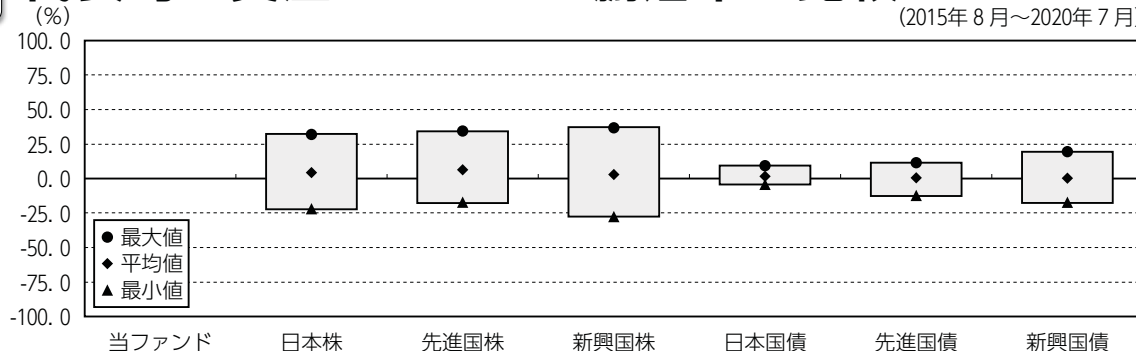 (%)
(2015年8月～2020年7月)
100.0
75.0
50.0
25.0
0.0
-25.0
-50.0
-75.0
-100.0
● 最大値
◆ 平均値
▲ 最小値
当ファンド 日本株 先進国株 新興国株 日本国債 先進国債 新興国債